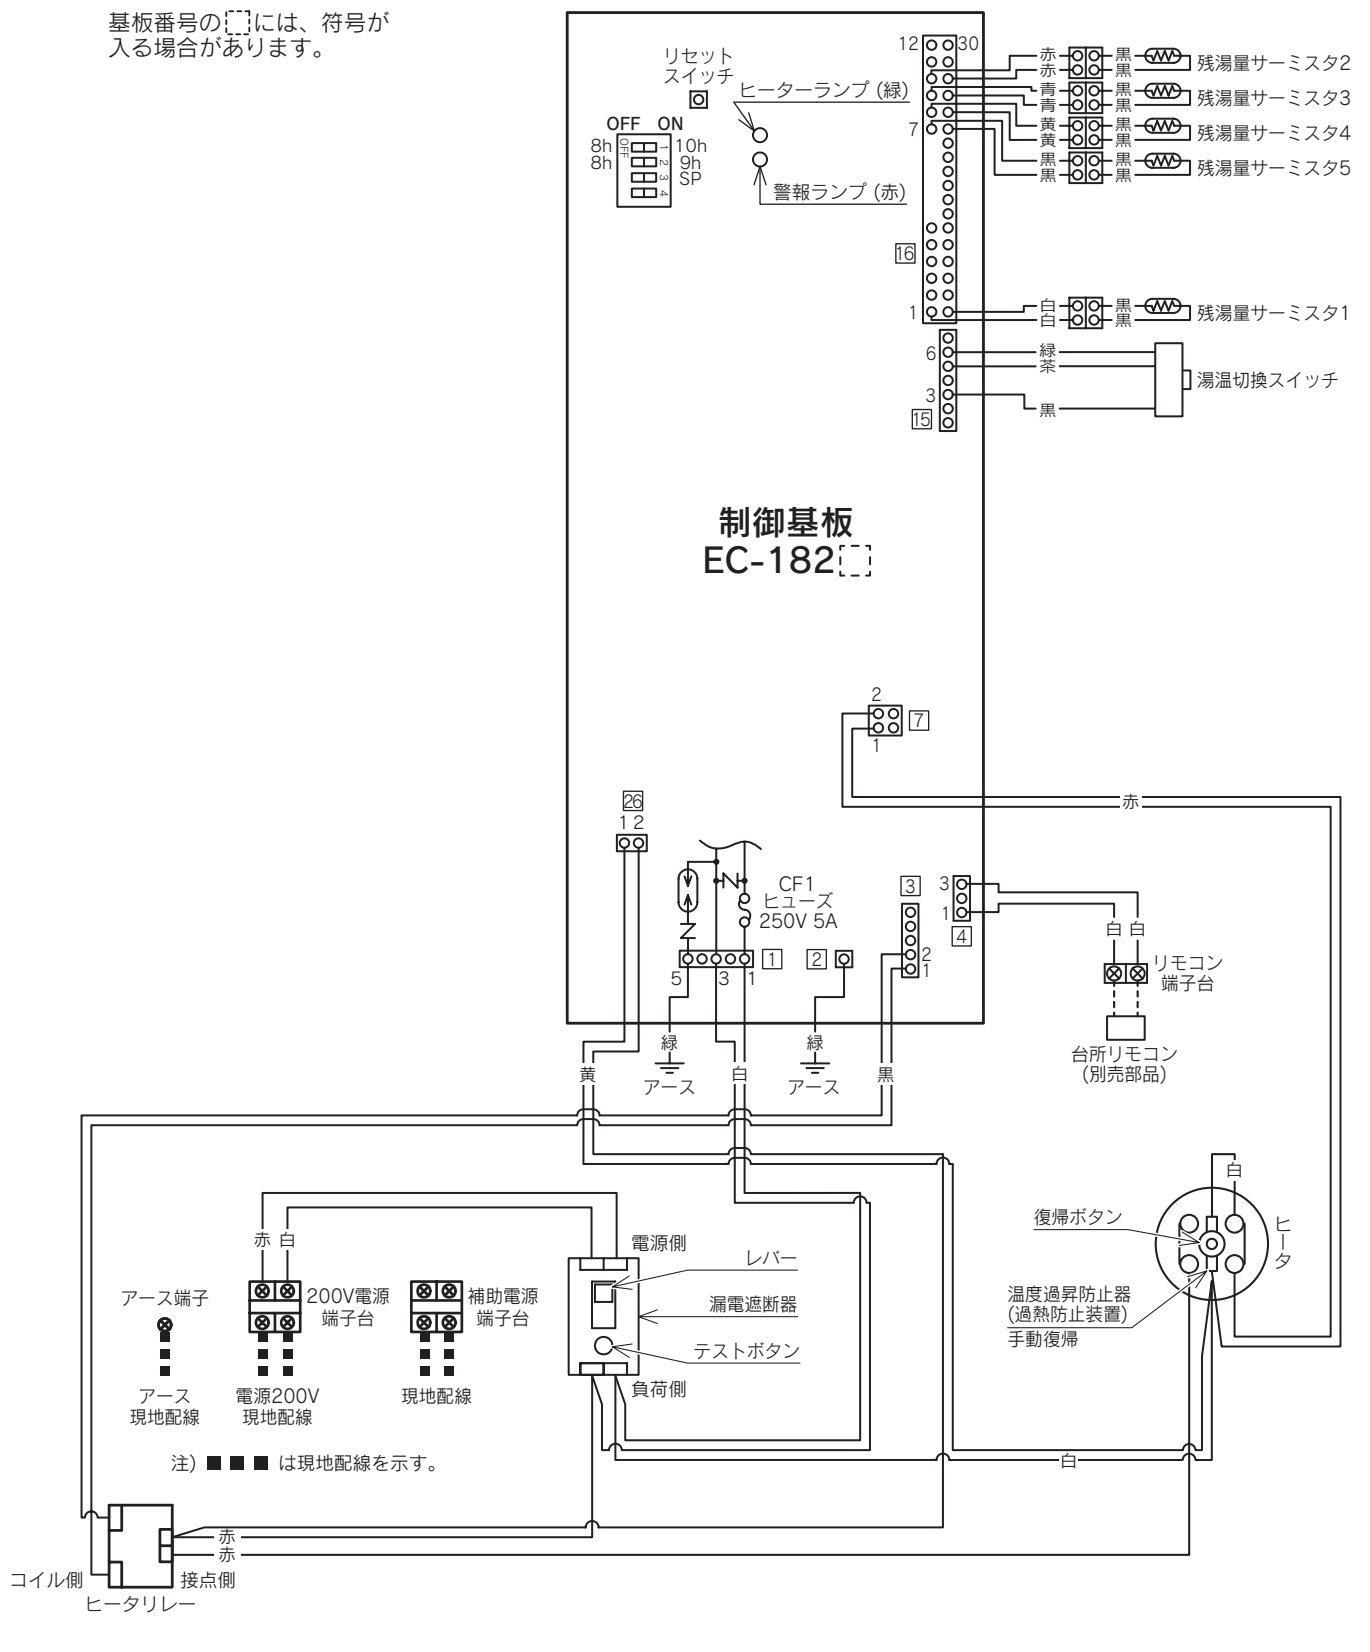 基板番号の には、符号が
入る場合があります。
リセット
スイッチ
ヒーターランプ (緑)
警報ランプ (赤)
OFF ON
8h 10h
8h 9h
SP
OFF
1
2
3
4
12 30
7
16
1
6
3
15
赤 黒
赤 黒
残湯量サーミスタ2
青 黒
青 黒
残湯量サーミスタ3
黄 黒
黄 黒
残湯量サーミスタ4
黒 黒
黒 黒
残湯量サーミスタ5
白 黒
白 黒
残湯量サーミスタ1
緑
茶
黒
湯温切換スイッチ
制御基板
EC-182
2
7
1
赤
26
1 2
CF1
ヒューズ
250V 5A
5 3 1
1
2
3
2
1
3
1
4
白 白
リモコン
端子台
台所リモコン
(別売部品)
緑
アース
緑
アース
黄
白
黒
白
復帰ボタン
ヒータ
温度過昇防止器
(過熱防止装置)
手動復帰
赤 白
電源側
レバー
漏電遮断器
テストボタン
負荷側
アース端子
200V電源
端子台
補助電源
端子台
アース
現地配線
電源200V
現地配線
現地配線
注) ■ ■ ■ は現地配線を示す。
白
赤
赤
コイル側
接点側
ヒータリレー